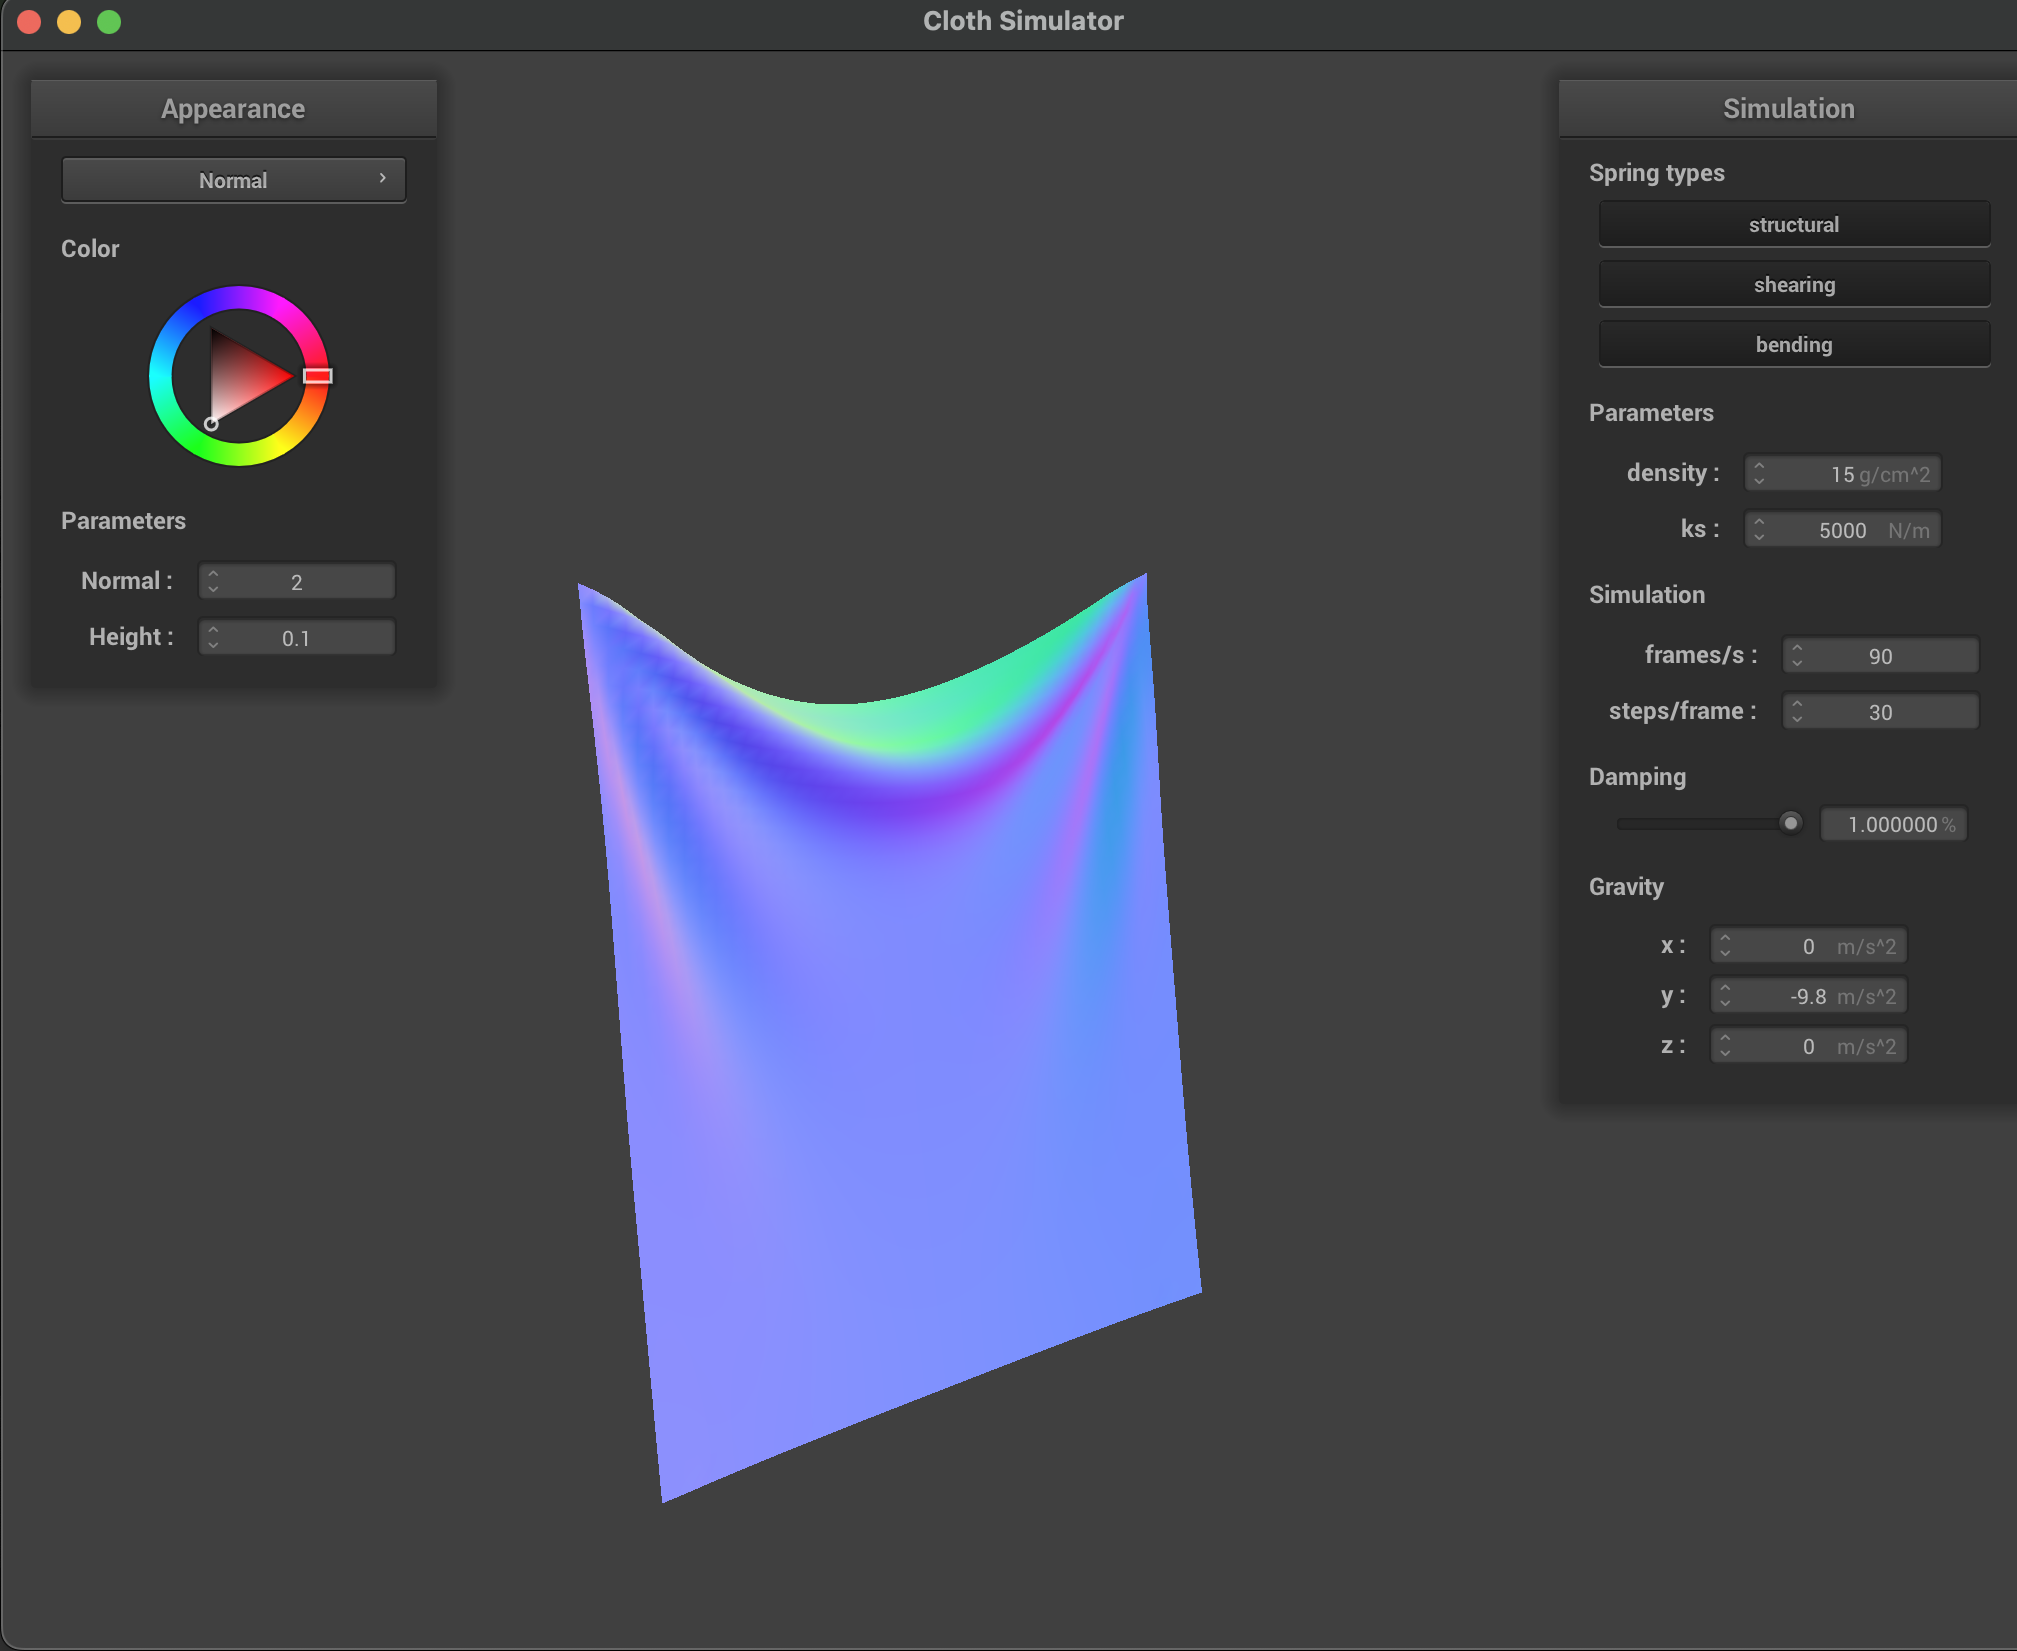 Cloth Simulator
Appearance
Normal
Color
Parameters
Normal : 2
Height : 0.1
Simulation
Spring types
structural
shearing
bending
Parameters
density : 15 g/cm^2
ks : 5000 N/m
Simulation
frames/s : 90
steps/frame : 30
Damping
1.000000 %
Gravity
x : 0 m/s^2
y : -9.8 m/s^2
z : 0 m/s^2